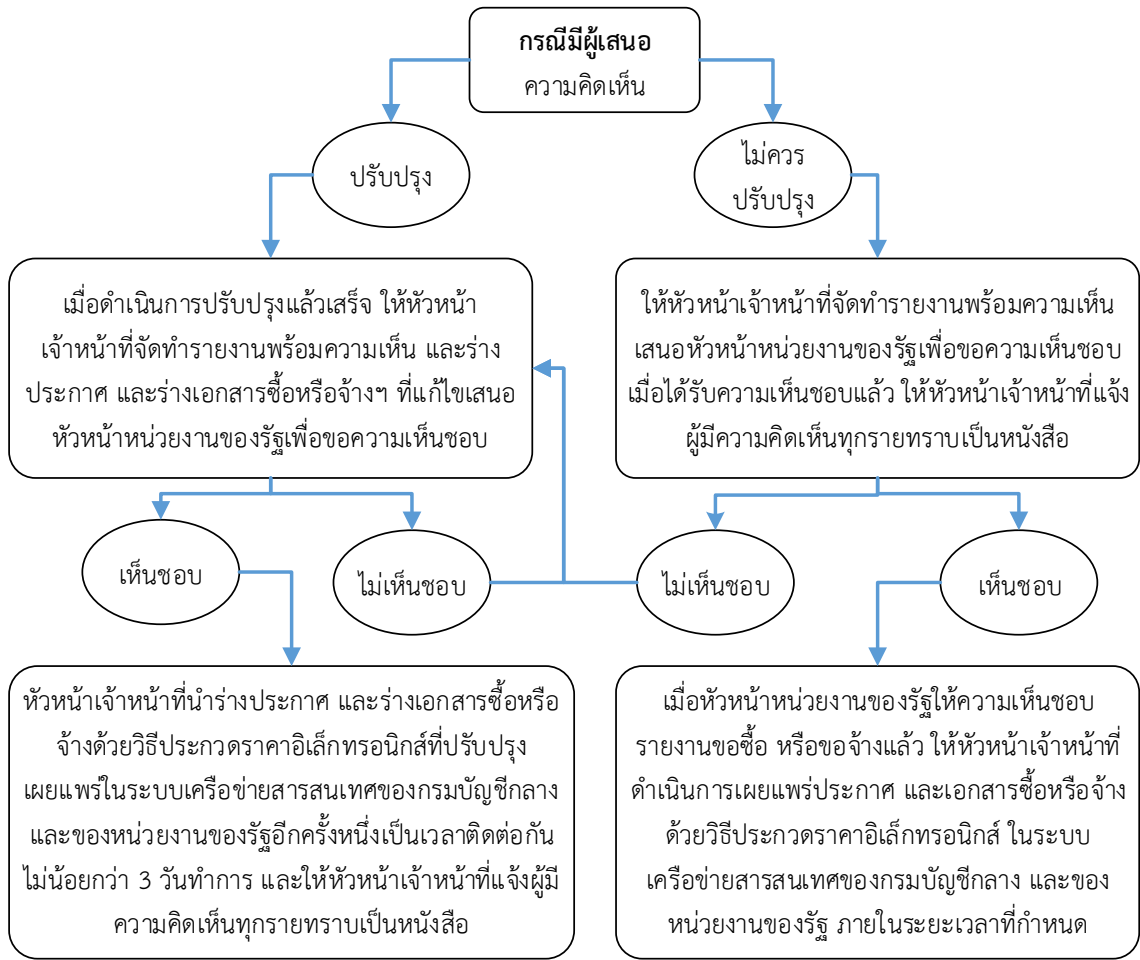 กรณีมีผู้เสนอ
ความคิดเห็น
ปรับปรุง
ไม่ควร
ปรับปรุง
เมื่อดำเนินการปรับปรุงแล้วเสร็จ ให้หัวหน้า
เจ้าหน้าที่จัดทำรายงานพร้อมความเห็น และร่าง
ประกาศ และร่างเอกสารซื้อหรือจ้างฯ ที่แก้ไขเสนอ
หัวหน้าหน่วยงานของรัฐเพื่อขอความเห็นชอบ
ให้หัวหน้าเจ้าหน้าที่จัดทำรายงานพร้อมความเห็น
เสนอหัวหน้าหน่วยงานของรัฐเพื่อขอความเห็นชอบ
เมื่อได้รับความเห็นชอบแล้ว ให้หัวหน้าเจ้าหน้าที่แจ้ง
ผู้มีความคิดเห็นทุกรายทราบเป็นหนังสือ
เห็นชอบ
ไม่เห็นชอบ
ไม่เห็นชอบ
เห็นชอบ
หัวหน้าเจ้าหน้าที่นำร่างประกาศ และร่างเอกสารซื้อหรือ
จ้างด้วยวิธีประกวดราคาอิเล็กทรอนิกส์ที่ปรับปรุง
เผยแพร่ในระบบเครือข่ายสารสนเทศของกรมบัญชีกลาง
และของหน่วยงานของรัฐอีกครั้งหนึ่งเป็นเวลาติดต่อกัน
ไม่น้อยกว่า 3 วันทำการ และให้หัวหน้าเจ้าหน้าที่แจ้งผู้มี
ความคิดเห็นทุกรายทราบเป็นหนังสือ
เมื่อหัวหน้าหน่วยงานของรัฐให้ความเห็นชอบ
รายงานขอซื้อ หรือขอจ้างแล้ว ให้หัวหน้าเจ้าหน้าที่
ดำเนินการเผยแพร่ประกาศ และเอกสารซื้อหรือจ้าง
ด้วยวิธีประกวดราคาอิเล็กทรอนิกส์ ในระบบ
เครือข่ายสารสนเทศของกรมบัญชีกลาง และของ
หน่วยงานของรัฐ ภายในระยะเวลาที่กำหนด